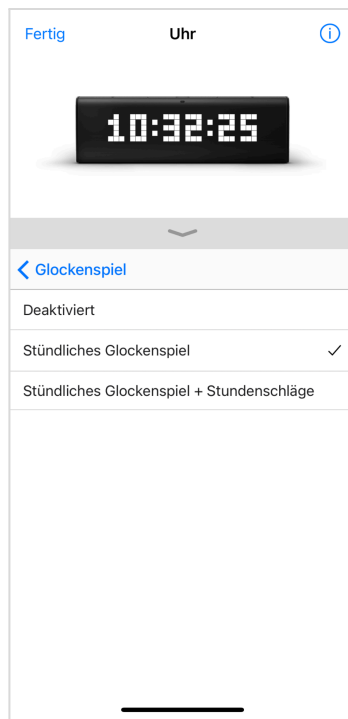 Fertig Uhr
10:32:25
Glockenspiel
Deaktiviert
Stündliches Glockenspiel
Stündliches Glockenspiel + Stundenschläge